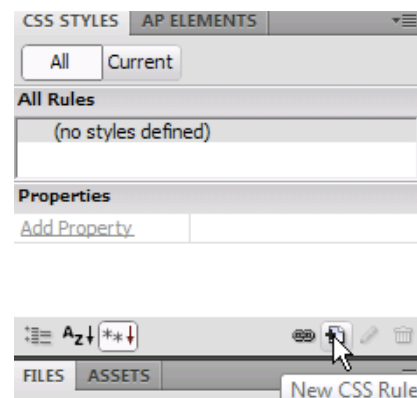 CSS STYLES AP ELEMENTS
All Current
All Rules
(no styles defined)
Properties
Add Property
FILES ASSETS
New CSS Rule